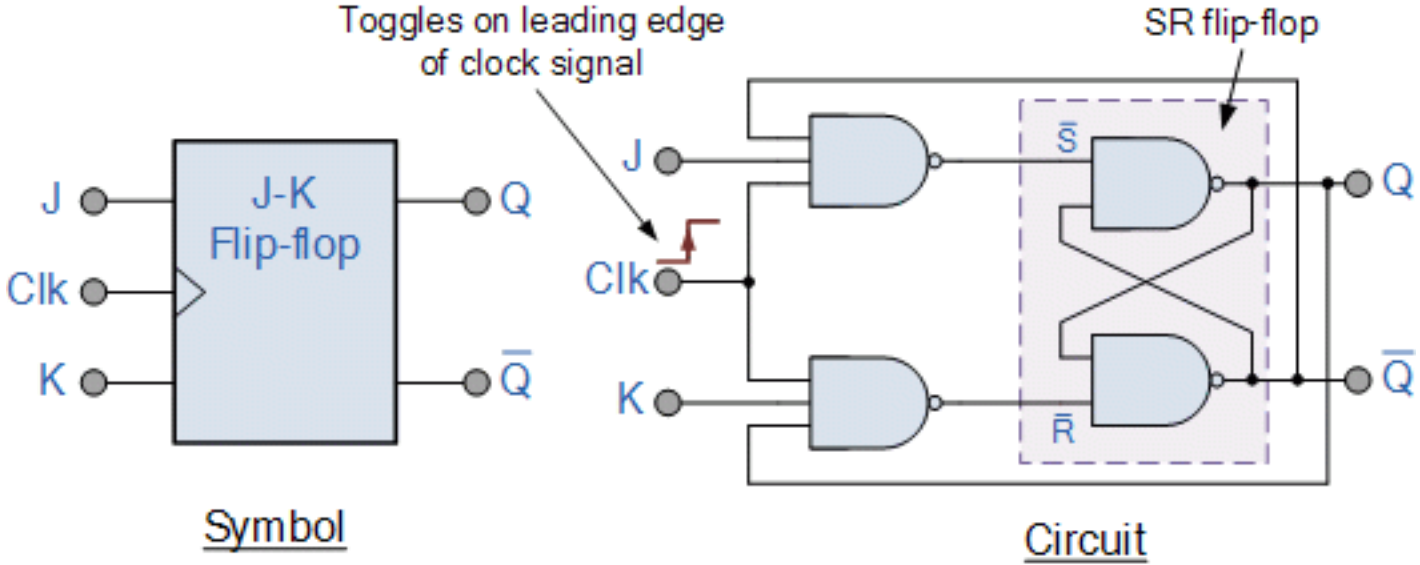 Toggles on leading edge
of clock signal
SR flip-flop
J
J-K
Flip-flop
Q
Clk
K
Q̅
Symbol
J
S̅
Q
Clk
K
R̅
Q̅
Circuit